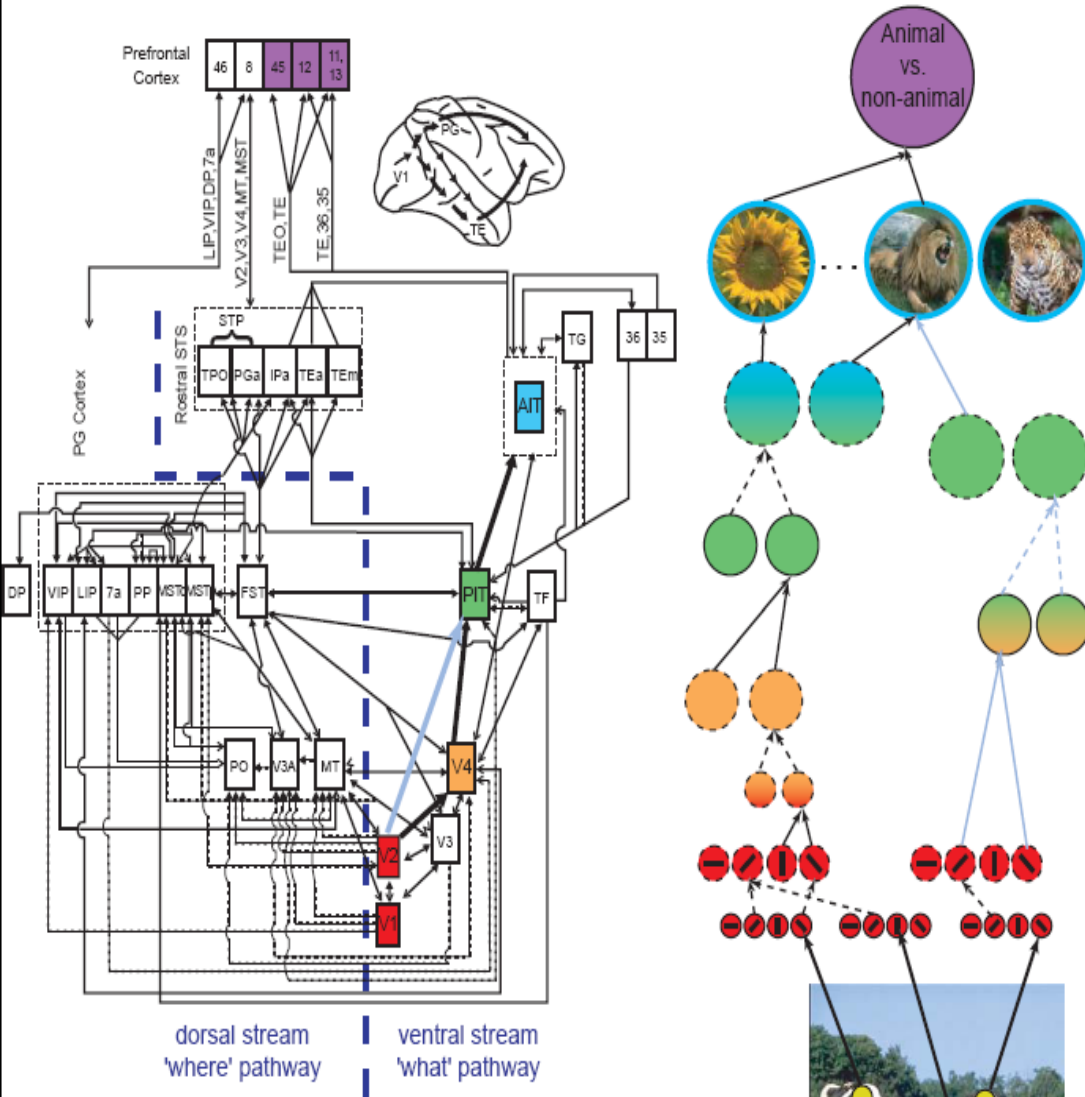 Prefrontal
Cortex
46
8
45
12
11,
13
Animal
vs.
non-animal
LIP,VIP,DP,7a
V2,V3,V4,MT,MST
TEO,TE
TE,36,35
PG
V1
TE
PG Cortex
Rostral STS
STP
TPO
PGa
IPa
TEa
TEm
TG
36
35
AIT
DP
VIP
LIP
7a
PP
FST
PIT
TF
PO
V3A
MT
V4
V2
V3
V1
dorsal stream
'where' pathway
ventral stream
'what' pathway